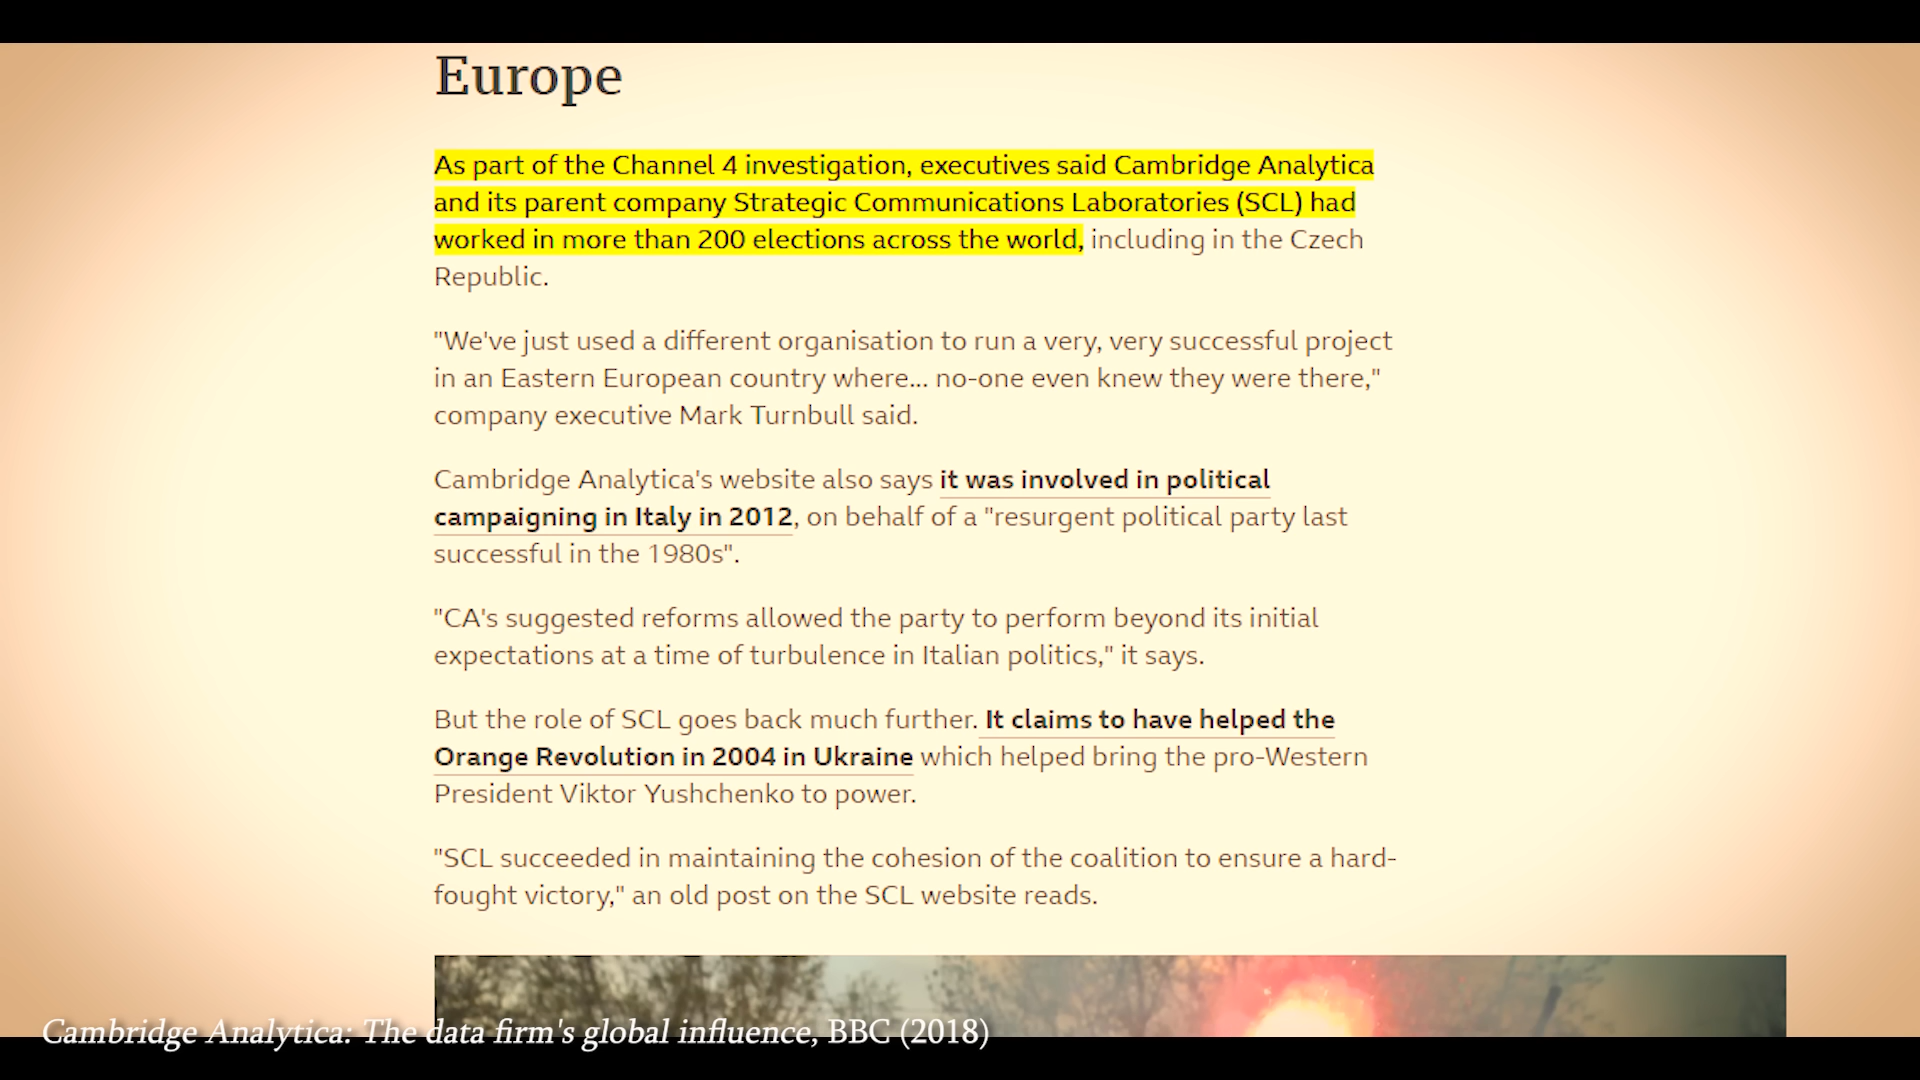 Europe
As part of the Channel 4 investigation, executives said Cambridge Analytica
and its parent company Strategic Communications Laboratories (SCL) had
worked in more than 200 elections across the world, including in the Czech
Republic.
"We've just used a different organisation to run a very, very successful project
in an Eastern European country where... no-one even knew they were there,"
company executive Mark Turnbull said.
Cambridge Analytica's website also says it was involved in political
campaigning in Italy in 2012, on behalf of a "resurgent political party last
successful in the 1980s".
"CA's suggested reforms allowed the party to perform beyond its initial
expectations at a time of turbulence in Italian politics," it says.
But the role of SCL goes back much further. It claims to have helped the
Orange Revolution in 2004 in Ukraine which helped bring the pro-Western
President Viktor Yushchenko to power.
"SCL succeeded in maintaining the cohesion of the coalition to ensure a hard-
fought victory," an old post on the SCL website reads.
Cambridge Analytica: The data firm's global influence, BBC (2018)